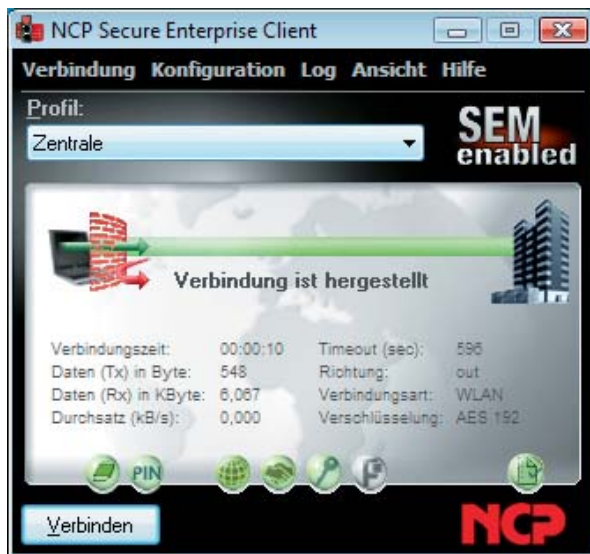 NCP Secure Enterprise Client
Verbindung Konfiguration Log Ansicht Hilfe
Profil:
Zentrale
SEM
enabled
Verbindung ist hergestellt
Verbindungszeit: 00:00:10 Timeout (sec): 596
Daten (Tx) in Byte: 548 Richtung: out
Daten (Rx) in KByte: 6,067 Verbindungsart: WLAN
Durchsatz (kB/s): 0,000 Verschlüsselung: AES 192
PIN
Verbinden
NCP